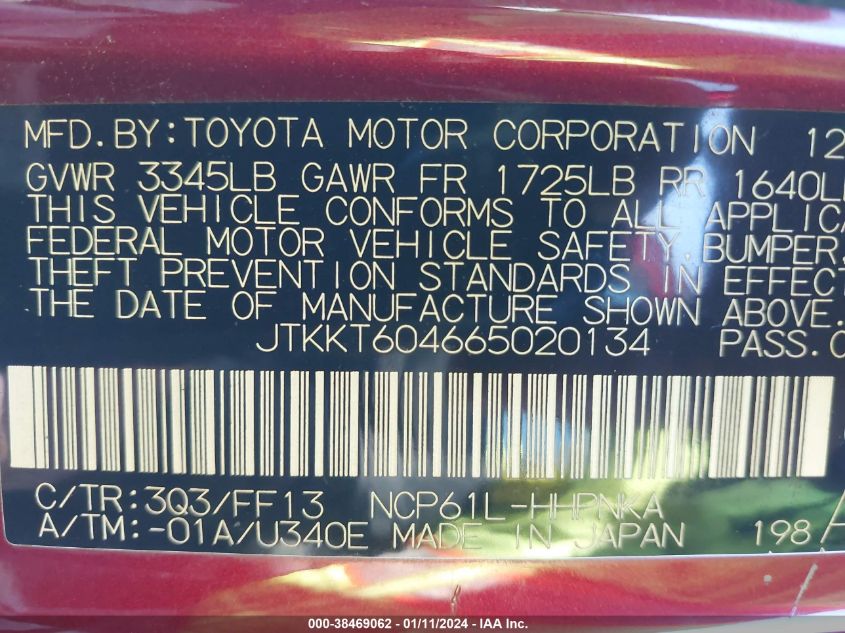 MFD.BY:TOYOTA MOTOR CORPORATION 12
GVWR 3345LB GAWR FR 1725LB RR 1640L
THIS VEHICLE CONFORMS TO ALL APPLIC
FEDERAL MOTOR VEHICLE SAFETY,BUMPER,
THEFT PREVENTION STANDARDS IN EFFECT
THE DATE OF MANUFACTURE SHOWN ABOVE.
JTKKT604665020134 PASS.C
C/TR:3Q3/FF13 NCP61L-HHPNKA
A/TM:-01A/U340E MADE IN JAPAN 198
000-38469062 - 01/11/2024 - IAA Inc.